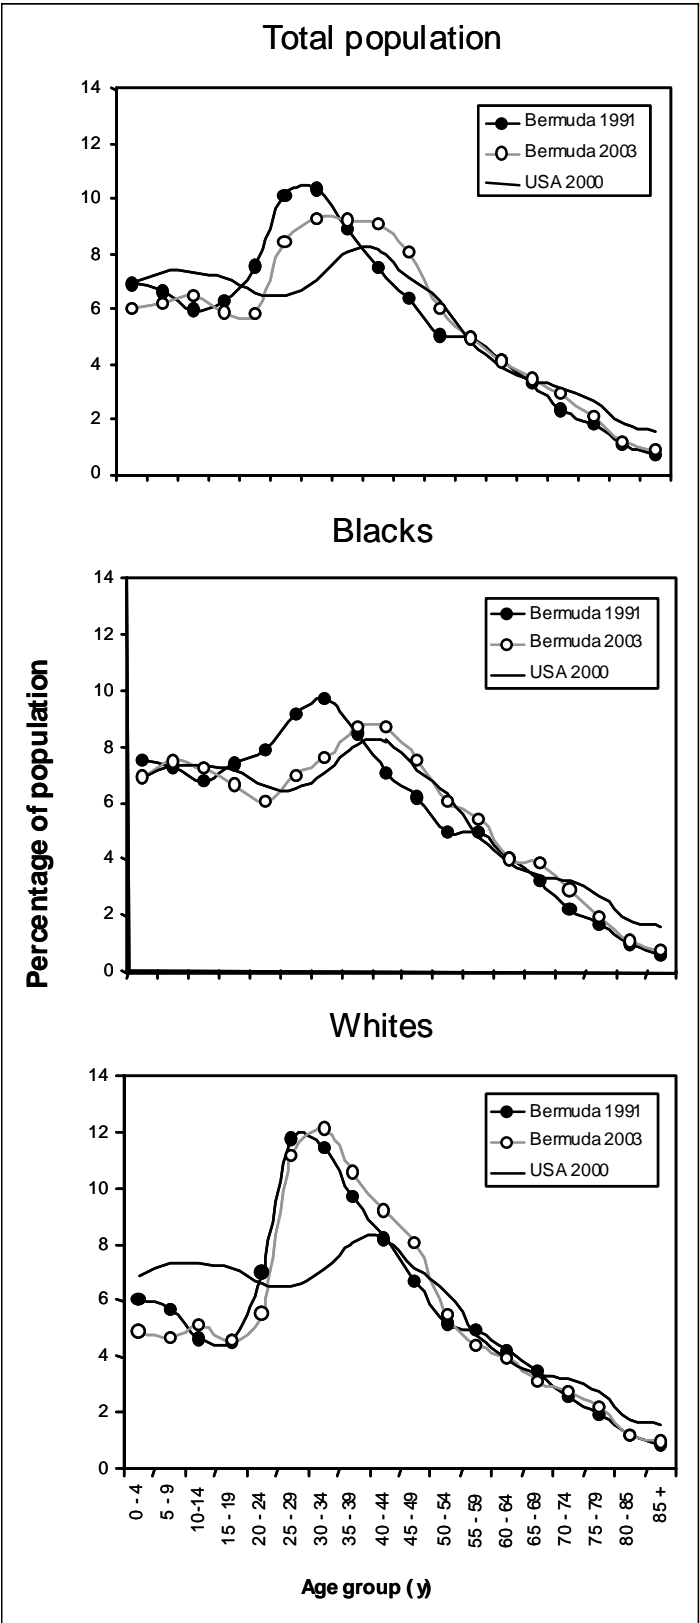 Total population
14
12
10
8
6
4
2
0
Bermuda 1991
Bermuda 2003
USA 2000
Blacks
14
12
10
8
6
4
2
0
Bermuda 1991
Bermuda 2003
USA 2000
Percentage of population
Whites
14
12
10
8
6
4
2
0
Bermuda 1991
Bermuda 2003
USA 2000
0 - 4
5 - 9
10-14
15 - 19
20 - 24
25 - 29
30 - 34
35 - 39
40 - 44
45 - 49
50 - 54
55 - 59
60 - 64
65 - 69
70 - 74
75 - 79
80 - 85
85 +
Age group (y)